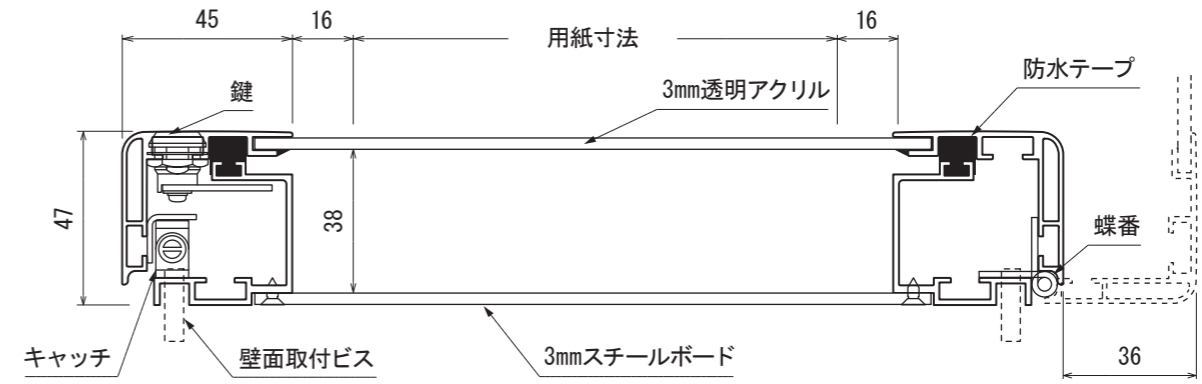 45
16
用紙寸法
16
防水テープ
3mm透明アクリル
鍵
47
38
蝶番
キャッチ
壁面取付ビス
3mmスチールボード
36